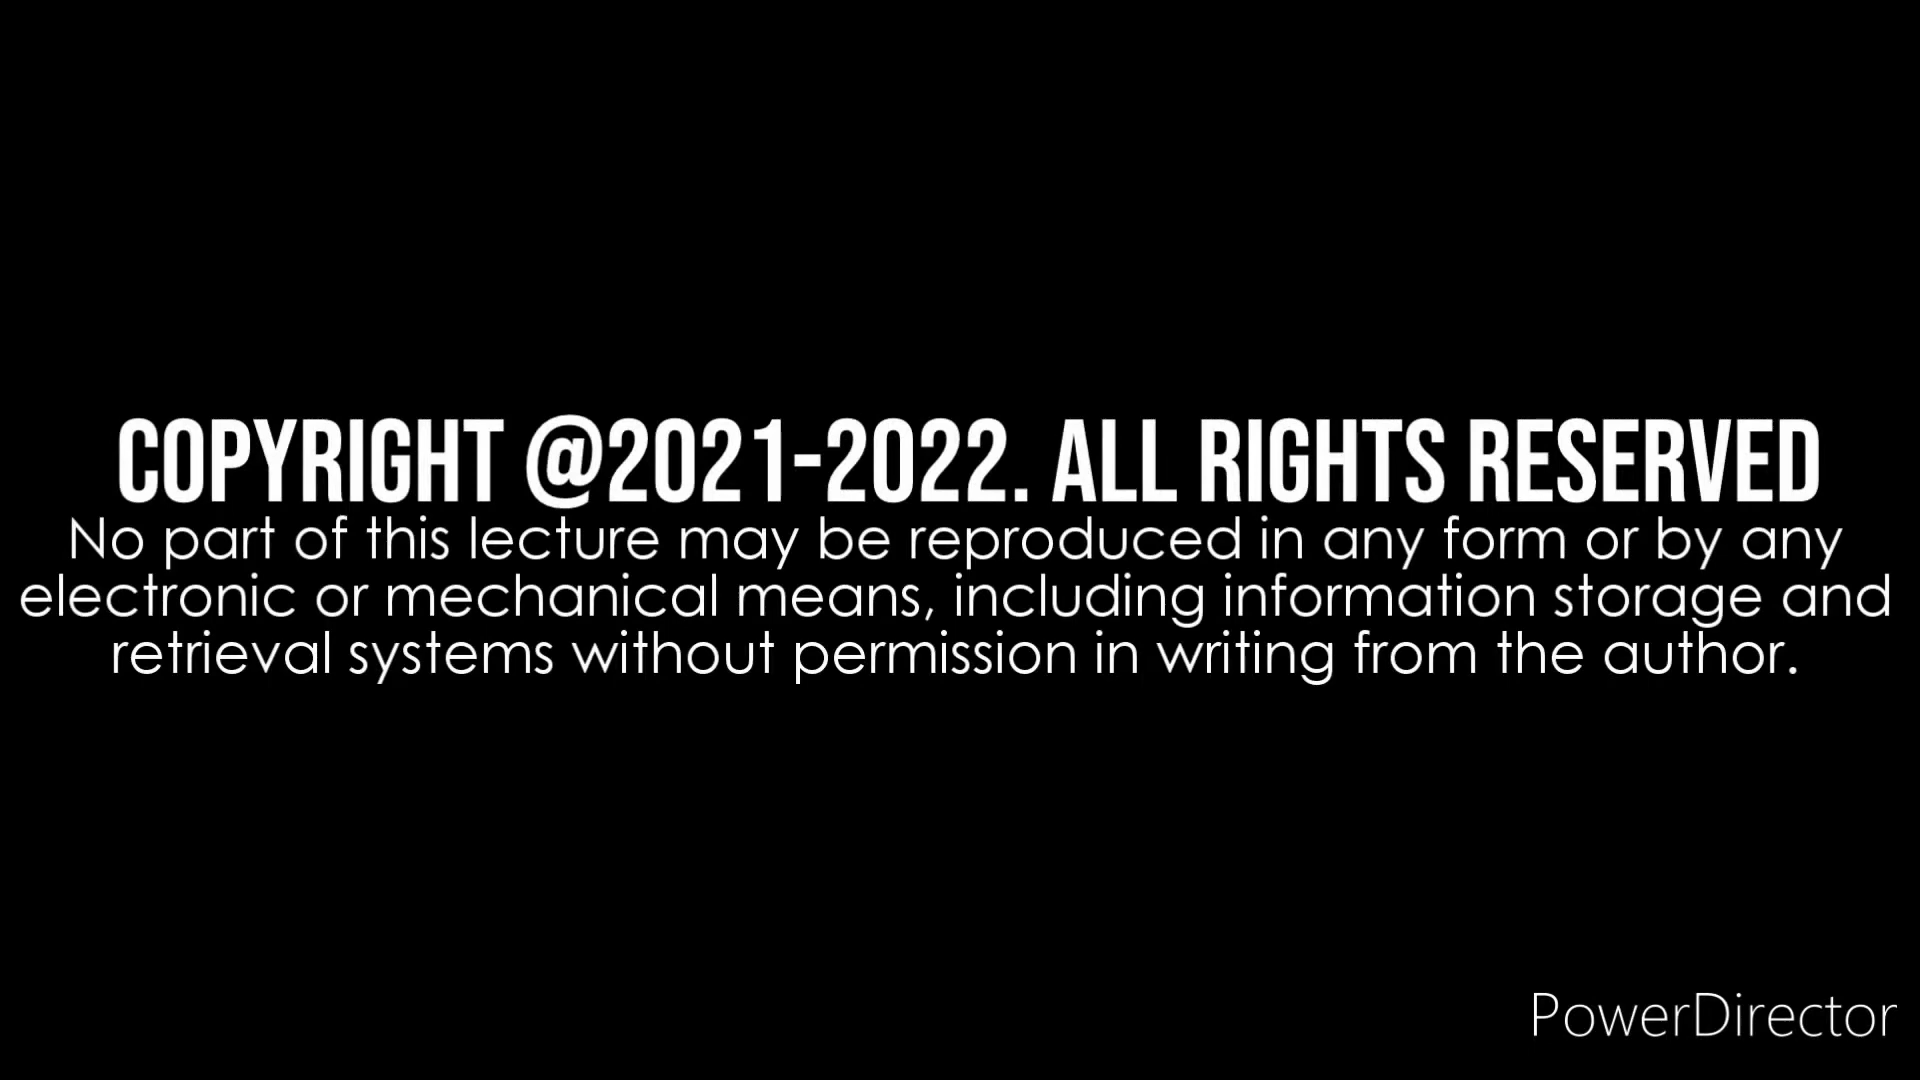 COPYRIGHT @2021-2022. ALL RIGHTS RESERVED
No part of this lecture may be reproduced in any form or by any
electronic or mechanical means, including information storage and
retrieval systems without permission in writing from the author.
PowerDirector